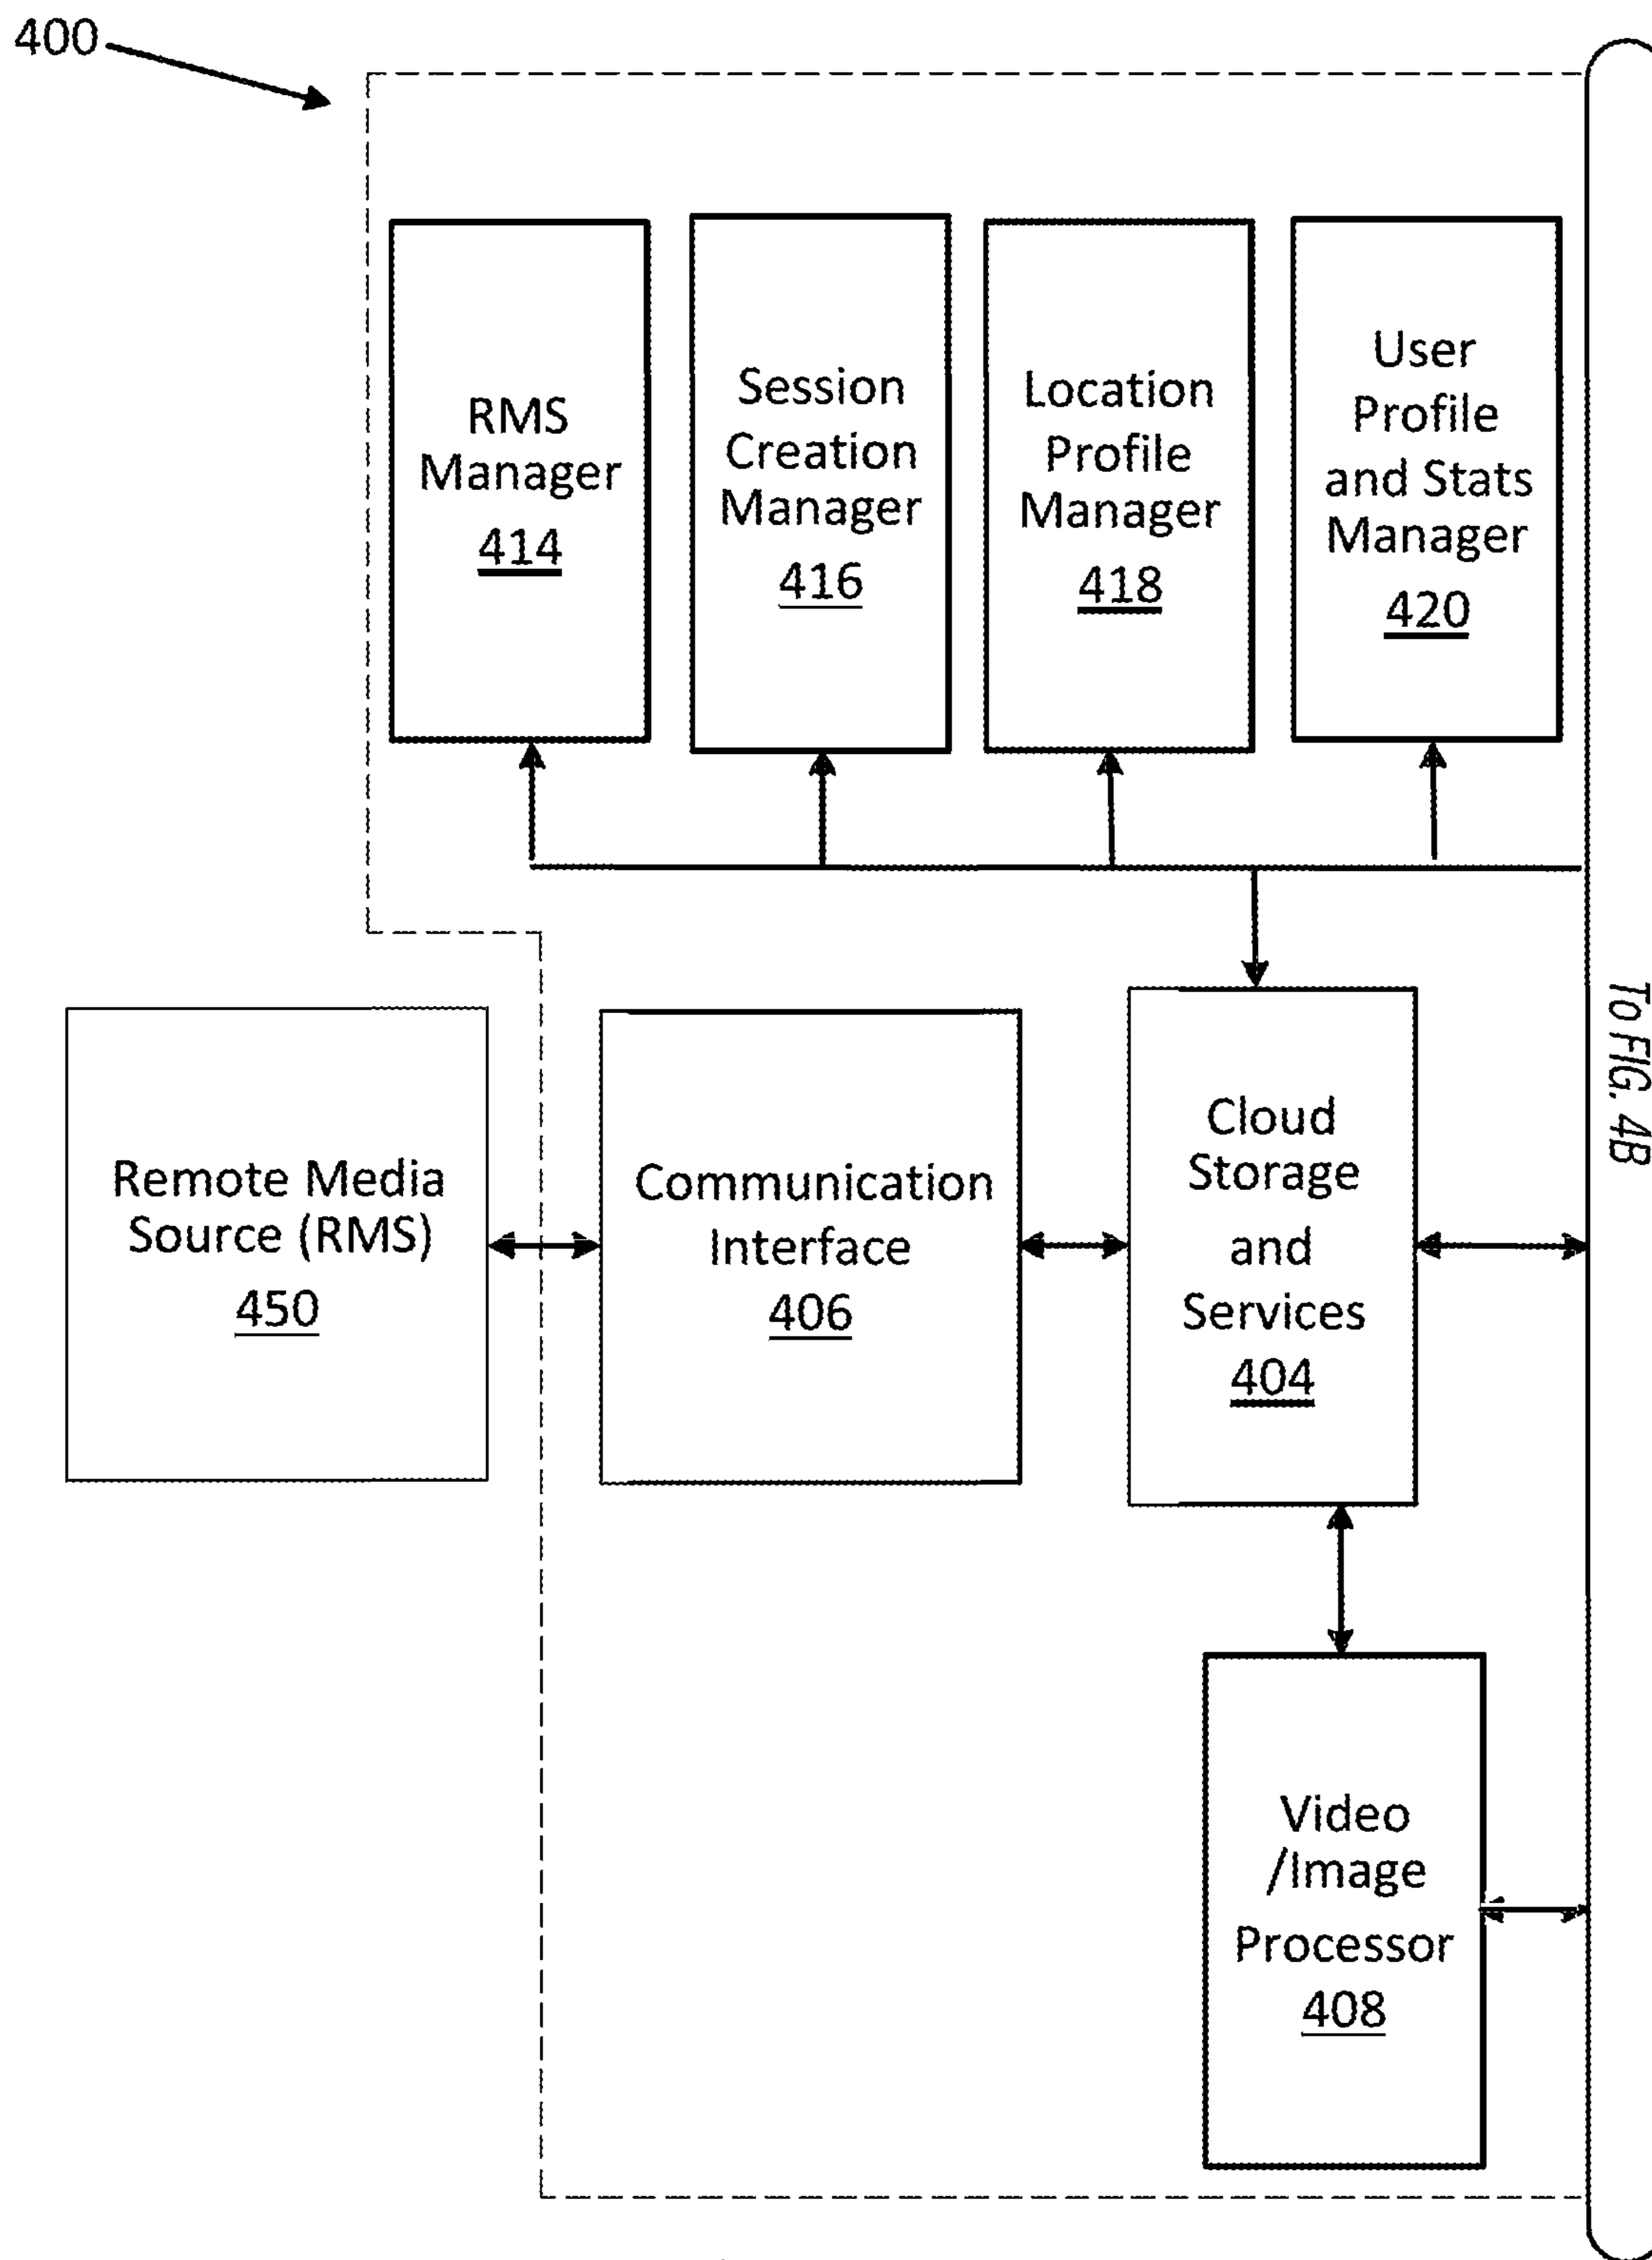 400
RMS
Manager
414
Session
Creation
Manager
416
Location
Profile
Manager
418
User
Profile
and Stats
Manager
420
Remote Media
Source (RMS)
450
Communication
Interface
406
Cloud
Storage
and
Services
404
To FIG. 4B
Video
/Image
Processor
408